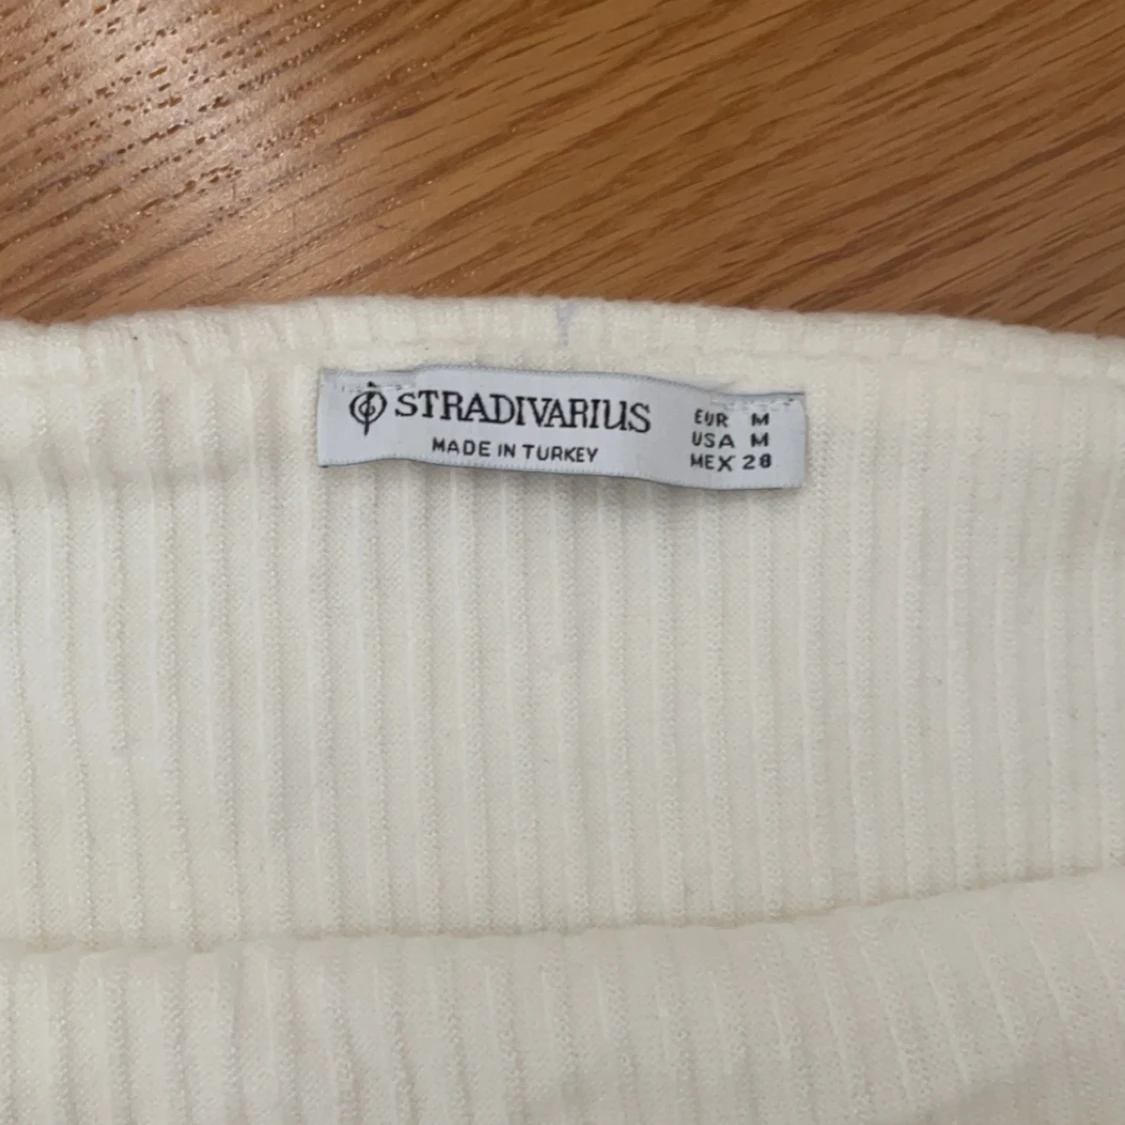 STRADIVARIUS
MADE IN TURKEY
EUR M
USA M
MEX 28